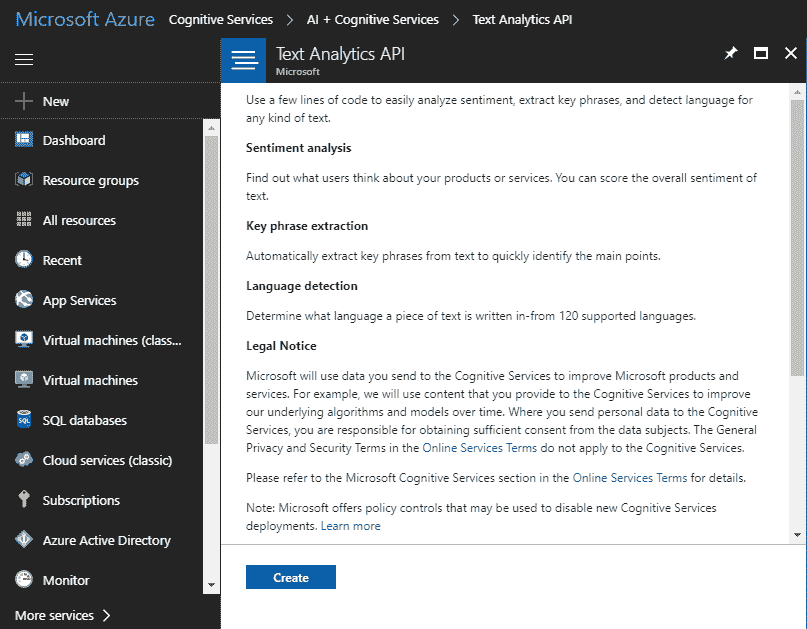 Microsoft Azure Cognitive Services > AI + Cognitive Services > Text Analytics API
Text Analytics API
Microsoft
New
Dashboard
Resource groups
All resources
Recent
App Services
Virtual machines (class...
Virtual machines
SQL databases
Cloud services (classic)
Subscriptions
Azure Active Directory
Monitor
More services >
Use a few lines of code to easily analyze sentiment, extract key phrases, and detect language for
any kind of text.
Sentiment analysis
Find out what users think about your products or services. You can score the overall sentiment of
text.
Key phrase extraction
Automatically extract key phrases from text to quickly identify the main points.
Language detection
Determine what language a piece of text is written in-from 120 supported languages.
Legal Notice
Microsoft will use data you send to the Cognitive Services to improve Microsoft products and
services. For example, we will use content that you provide to the Cognitive Services to improve
our underlying algorithms and models over time. Where you send personal data to the Cognitive
Services, you are responsible for obtaining sufficient consent from the data subjects. The General
Privacy and Security Terms in the Online Services Terms do not apply to the Cognitive Services.
Please refer to the Microsoft Cognitive Services section in the Online Services Terms for details.
Note: Microsoft offers policy controls that may be used to disable new Cognitive Services
deployments. Learn more
Create